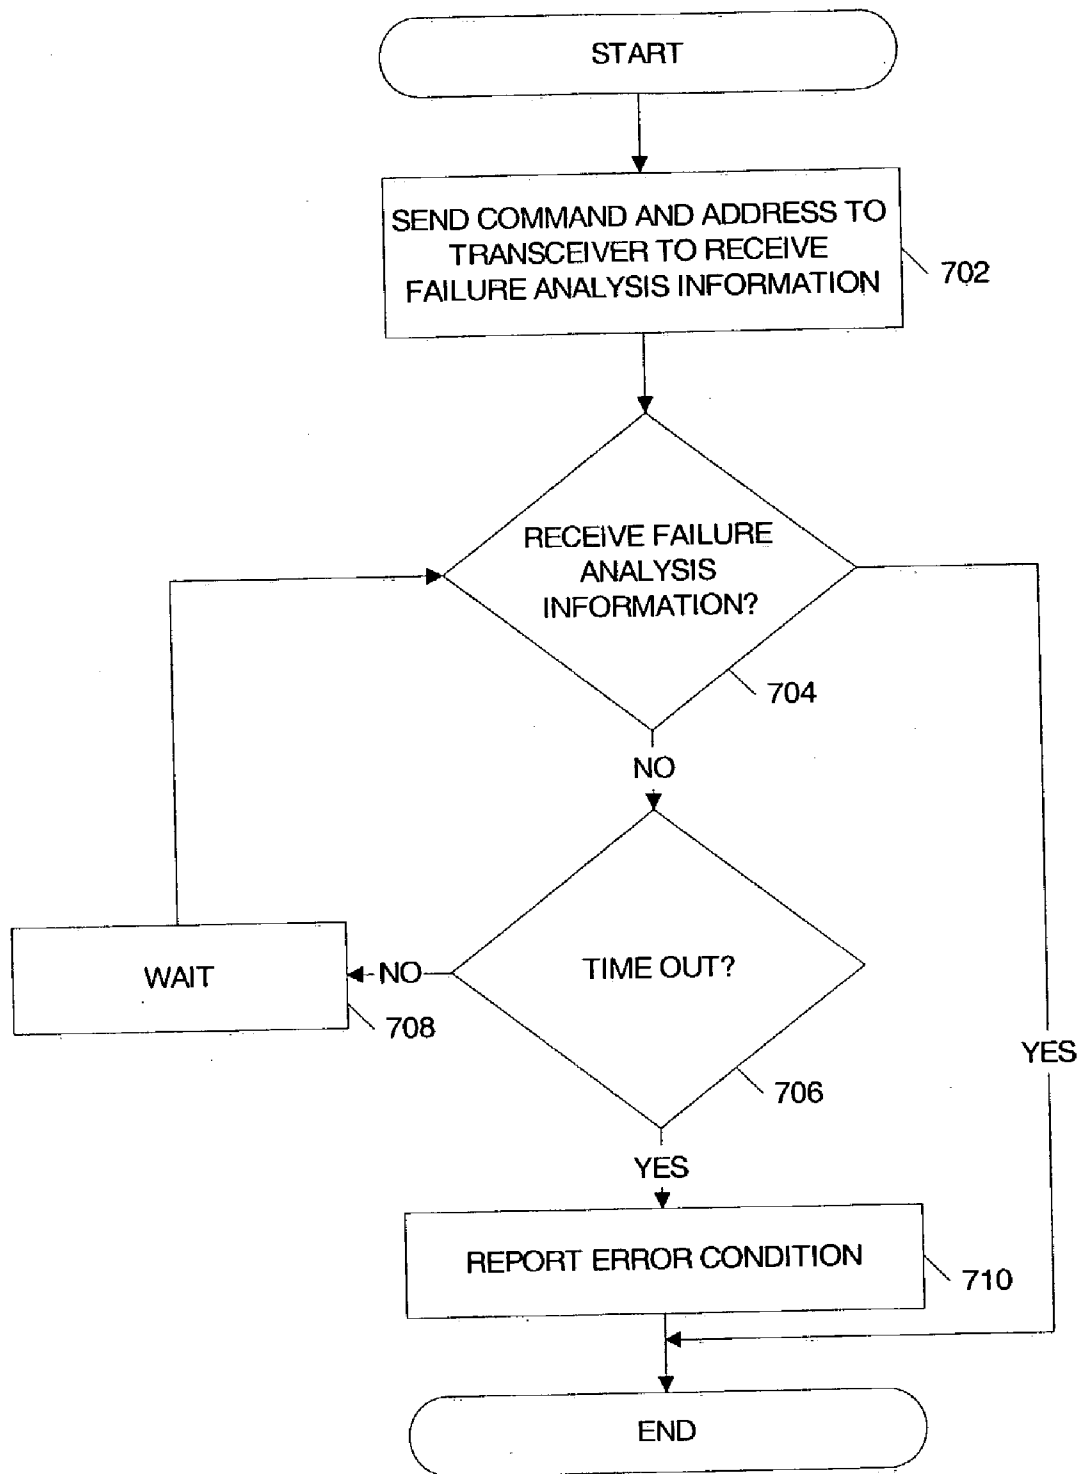 START
SEND COMMAND AND ADDRESS TO
TRANSCEIVER TO RECEIVE
FAILURE ANALYSIS INFORMATION
702
RECEIVE FAILURE
ANALYSIS
INFORMATION?
704
NO
TIME OUT?
NO
WAIT
708
706
YES
YES
REPORT ERROR CONDITION
710
END